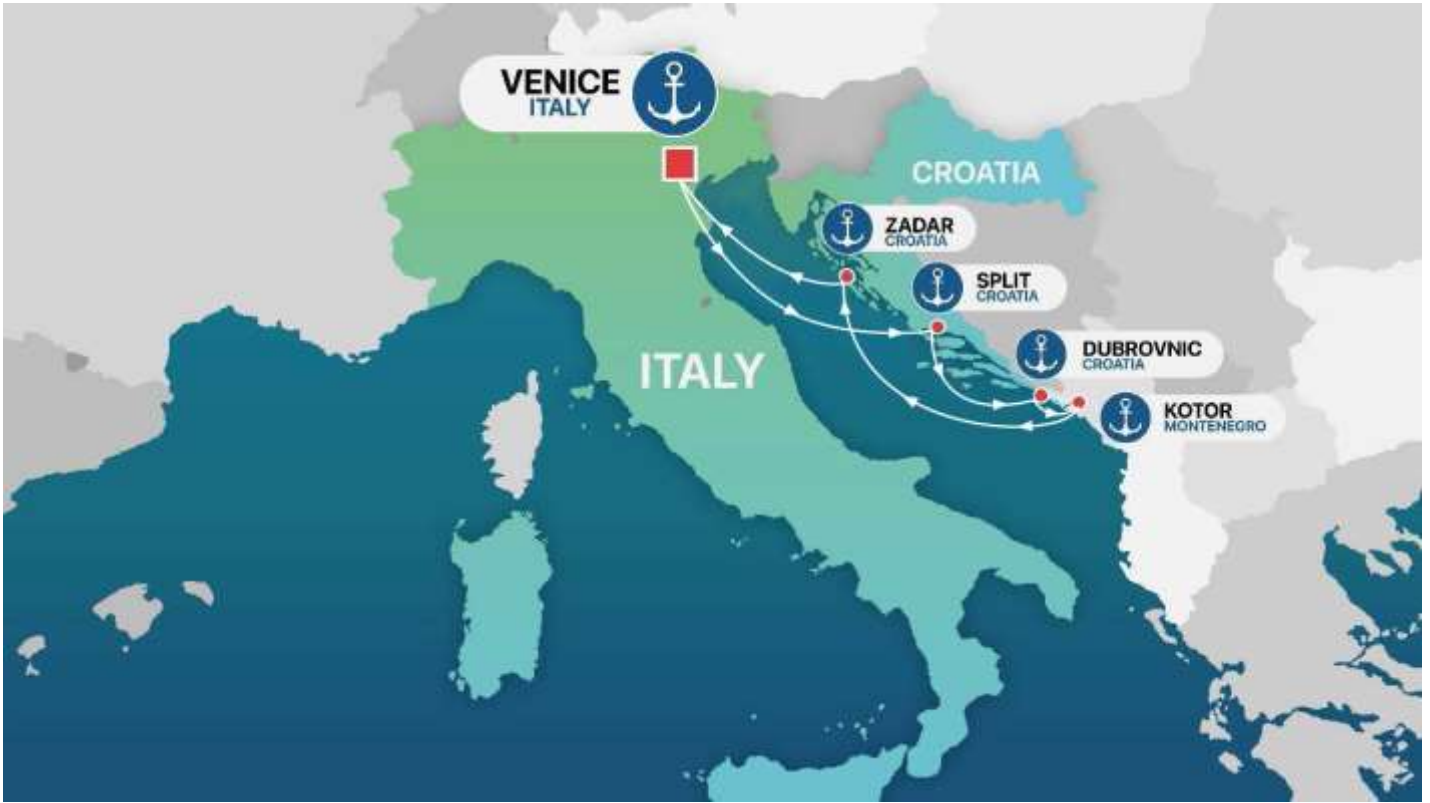 VENICE
ITALY
CROATIA
ZADAR
CROATIA
SPLIT
CROATIA
ITALY
DUBROVNIC
CROATIA
KOTOR
MONTENEGRO